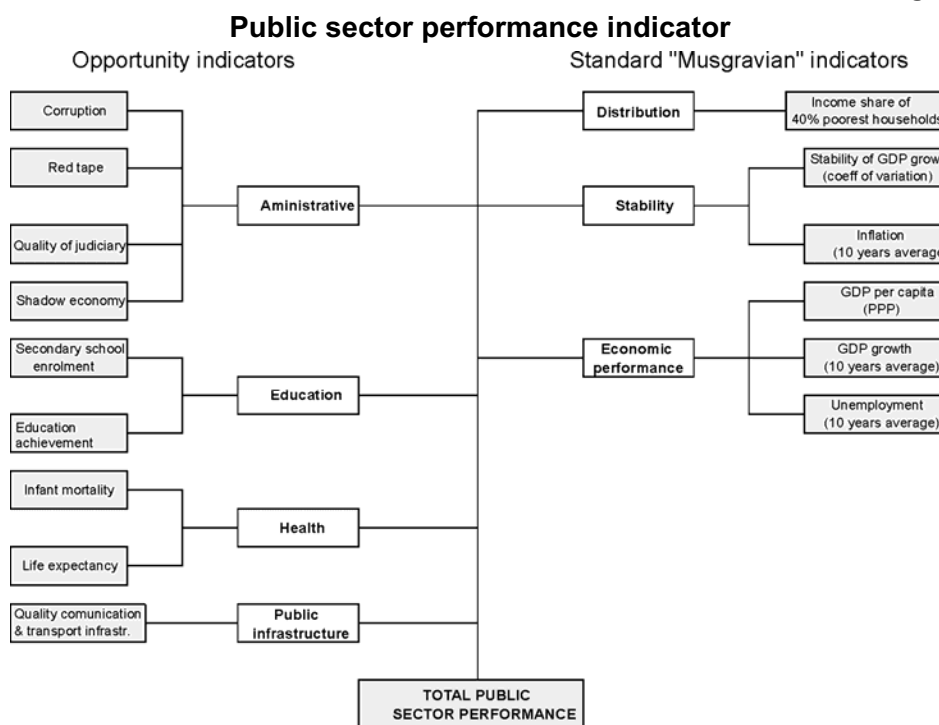 Public sector performance indicator
Opportunity indicators
Standard "Musgravian" indicators
Corruption
Red tape
Quality of judiciary
Shadow economy
Aministrative
Secondary school
enrolment
Education
achievement
Education
Infant mortality
Life expectancy
Health
Quality comunication
& transport infrastr.
Public
infrastructure
Distribution
Income share of
40% poorest households
Stability
Stability of GDP grow
(coeff of variation)
Inflation
(10 years average
Economic
performance
GDP per capita
(PPP)
GDP growth
(10 years average)
Unemployment
(10 years average)
TOTAL PUBLIC
SECTOR PERFORMANCE